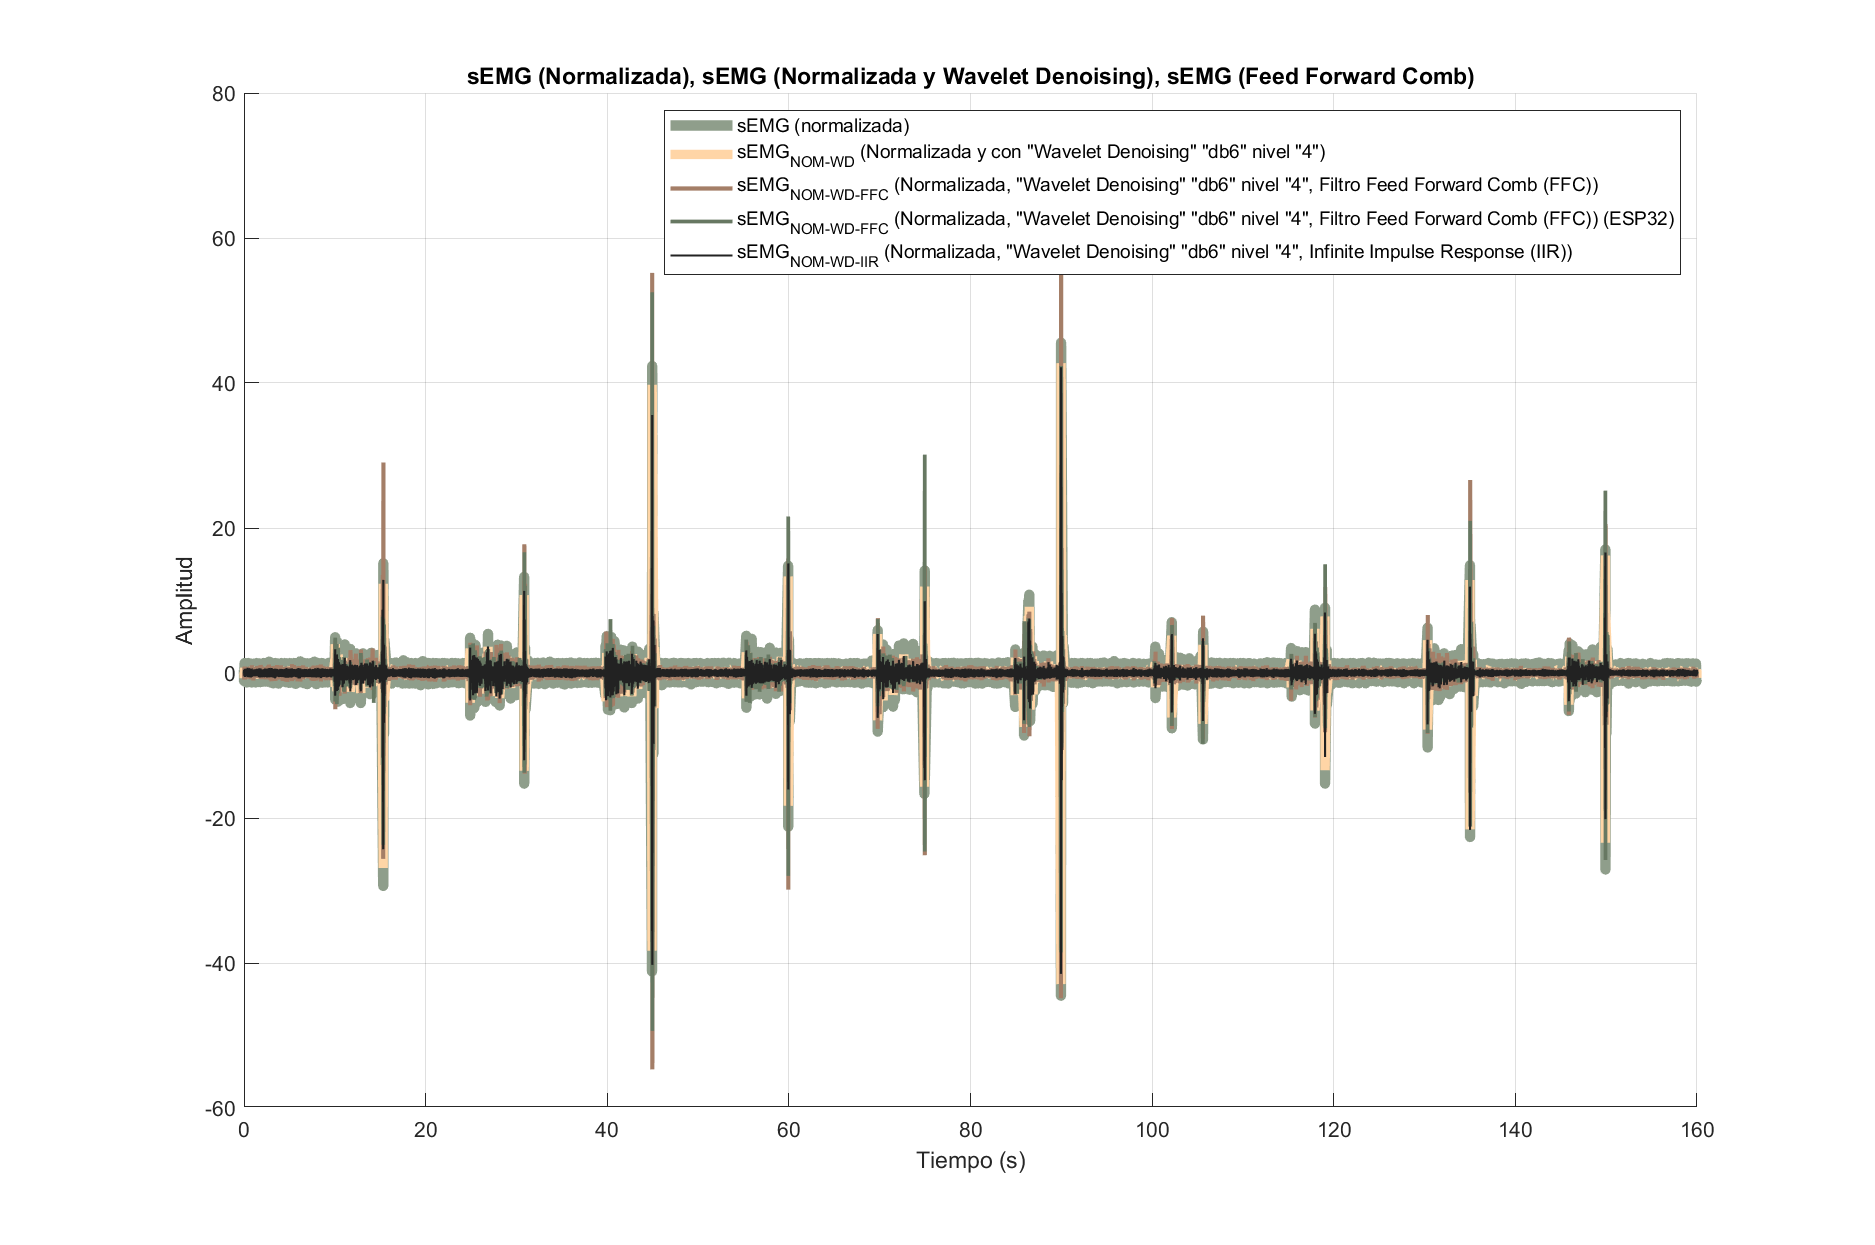 sEMG (Normalizada), sEMG (Normalizada y Wavelet Denoising), sEMG (Feed Forward Comb)
sEMG (normalizada)
sEMG_NOM-WD (Normalizada y con "Wavelet Denoising" "db6" nivel "4")
sEMG_NOM-WD-FFC (Normalizada, "Wavelet Denoising" "db6" nivel "4", Filtro Feed Forward Comb (FFC))
sEMG_NOM-WD-FFC (Normalizada, "Wavelet Denoising" "db6" nivel "4", Filtro Feed Forward Comb (FFC)) (ESP32)
sEMG_NOM-WD-IIR (Normalizada, "Wavelet Denoising" "db6" nivel "4", Infinite Impulse Response (IIR))
80
60
40
20
0
-20
-40
-60
Amplitud
0 20 40 60 80 100 120 140 160
Tiempo (s)